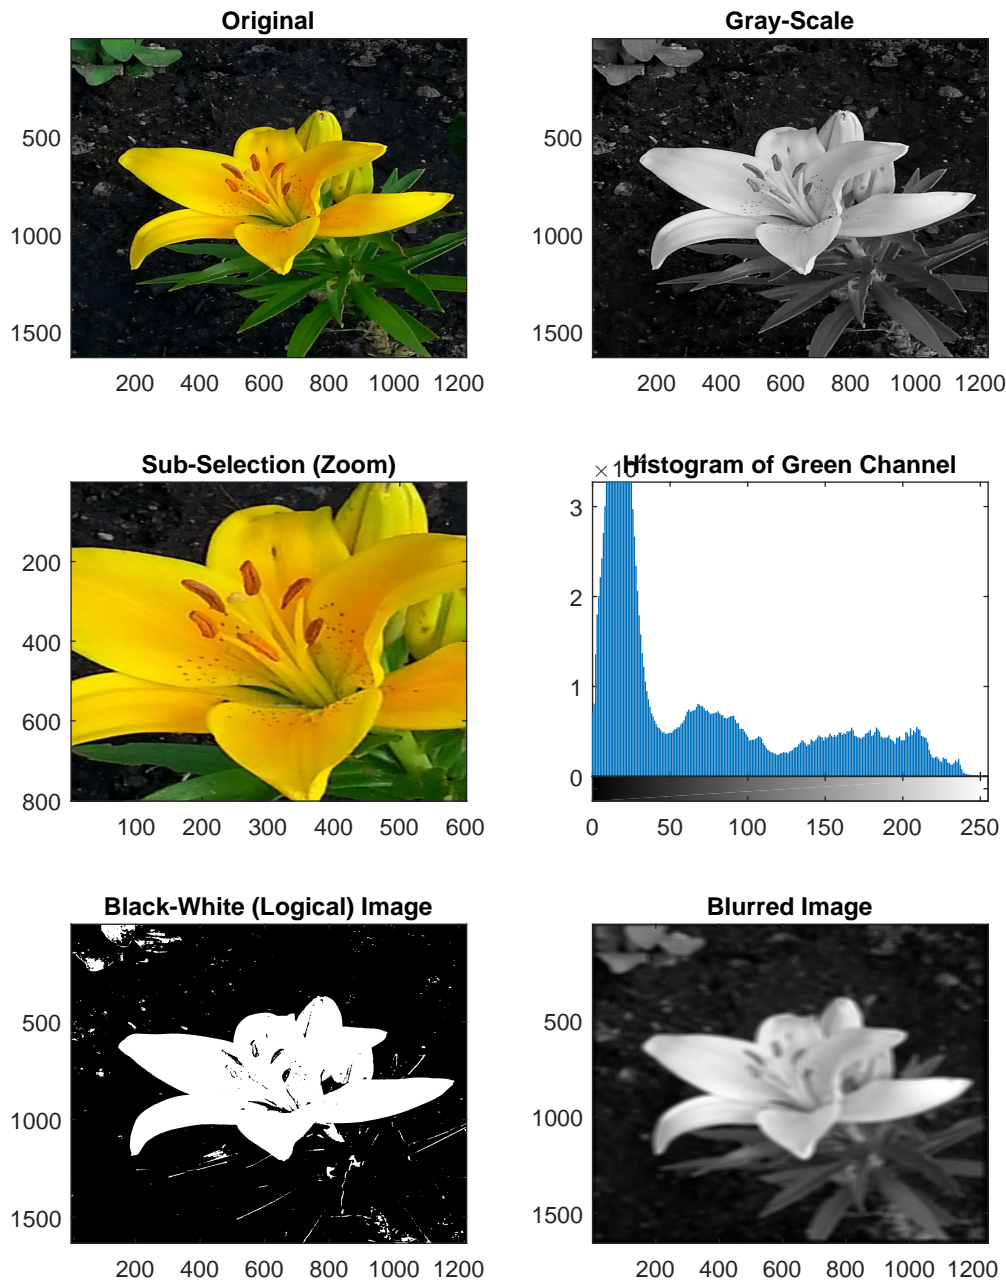 Original
500
1000
1500
200 400 600 800 1000 1200
Gray-Scale
500
1000
1500
200 400 600 800 1000 1200
Sub-Selection (Zoom)
200
400
600
800
100 200 300 400 500 600
Histogram of Green Channel
×10⁴
3
2
1
0
0 50 100 150 200 250
Black-White (Logical) Image
500
1000
1500
200 400 600 800 1000 1200
Blurred Image
500
1000
1500
200 400 600 800 1000 1200